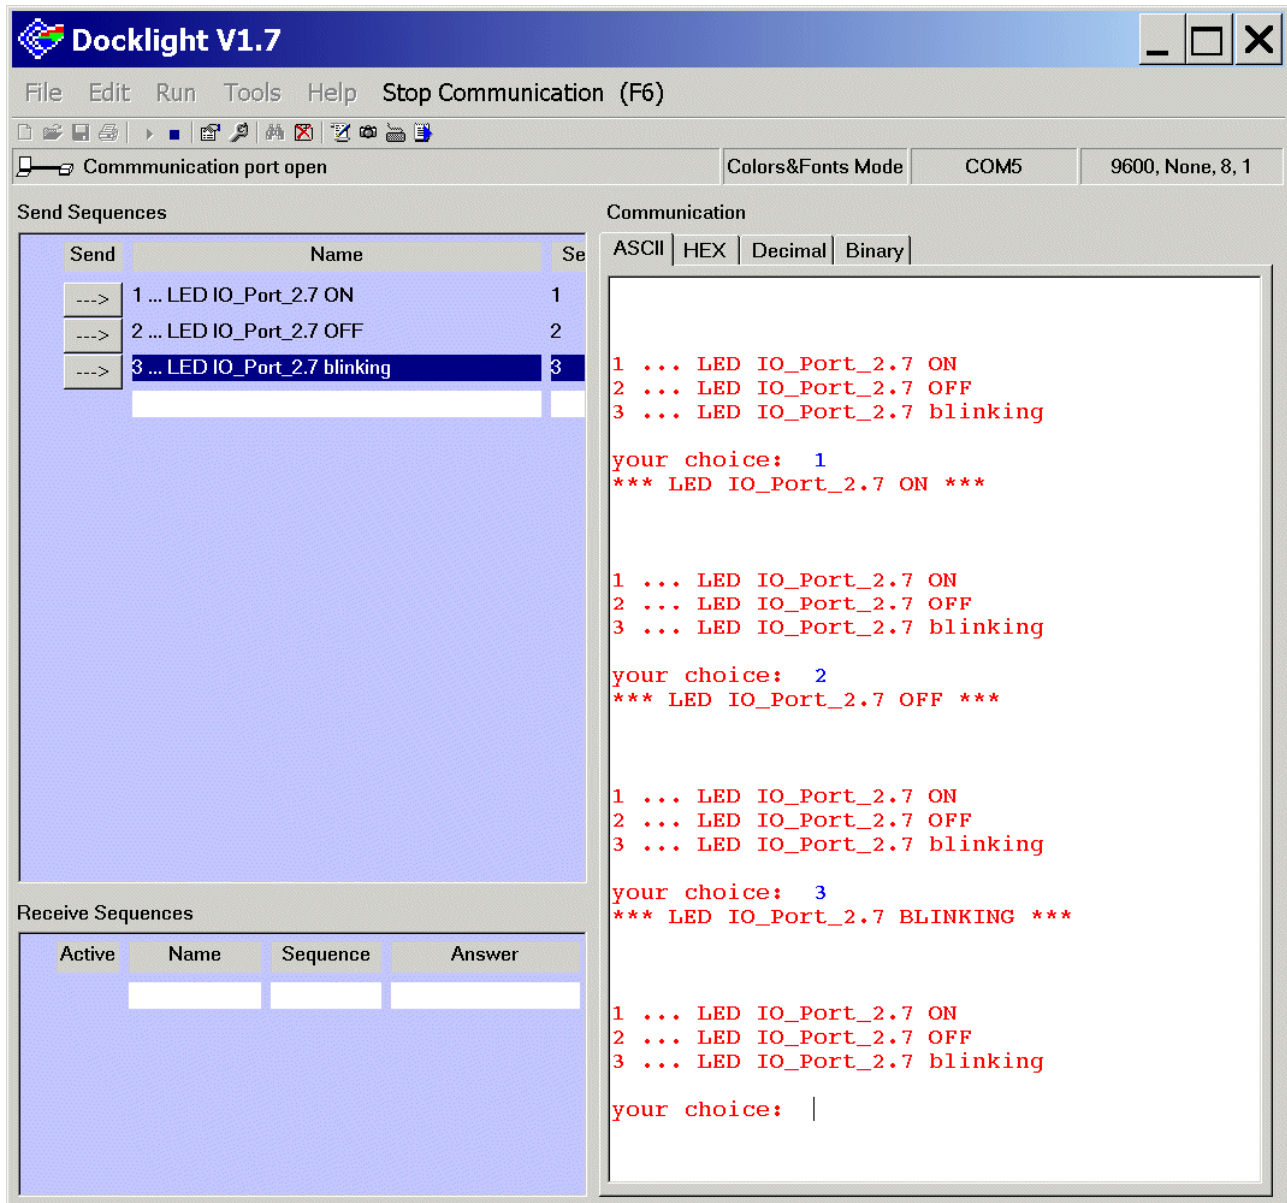 Docklight V1.7
File Edit Run Tools Help Stop Communication (F6)
Commmunication port open
Colors&Fonts Mode
COM5
9600, None, 8, 1
Send Sequences
Send Name Se
---> 1 ... LED IO_Port_2.7 ON 1
---> 2 ... LED IO_Port_2.7 OFF 2
---> 3 ... LED IO_Port_2.7 blinking 3
Receive Sequences
Active Name Sequence Answer
Communication
ASCII HEX Decimal Binary
1 ... LED IO_Port_2.7 ON
2 ... LED IO_Port_2.7 OFF
3 ... LED IO_Port_2.7 blinking
your choice: 1
*** LED IO_Port_2.7 ON ***
1 ... LED IO_Port_2.7 ON
2 ... LED IO_Port_2.7 OFF
3 ... LED IO_Port_2.7 blinking
your choice: 2
*** LED IO_Port_2.7 OFF ***
1 ... LED IO_Port_2.7 ON
2 ... LED IO_Port_2.7 OFF
3 ... LED IO_Port_2.7 blinking
your choice: 3
*** LED IO_Port_2.7 BLINKING ***
1 ... LED IO_Port_2.7 ON
2 ... LED IO_Port_2.7 OFF
3 ... LED IO_Port_2.7 blinking
your choice: